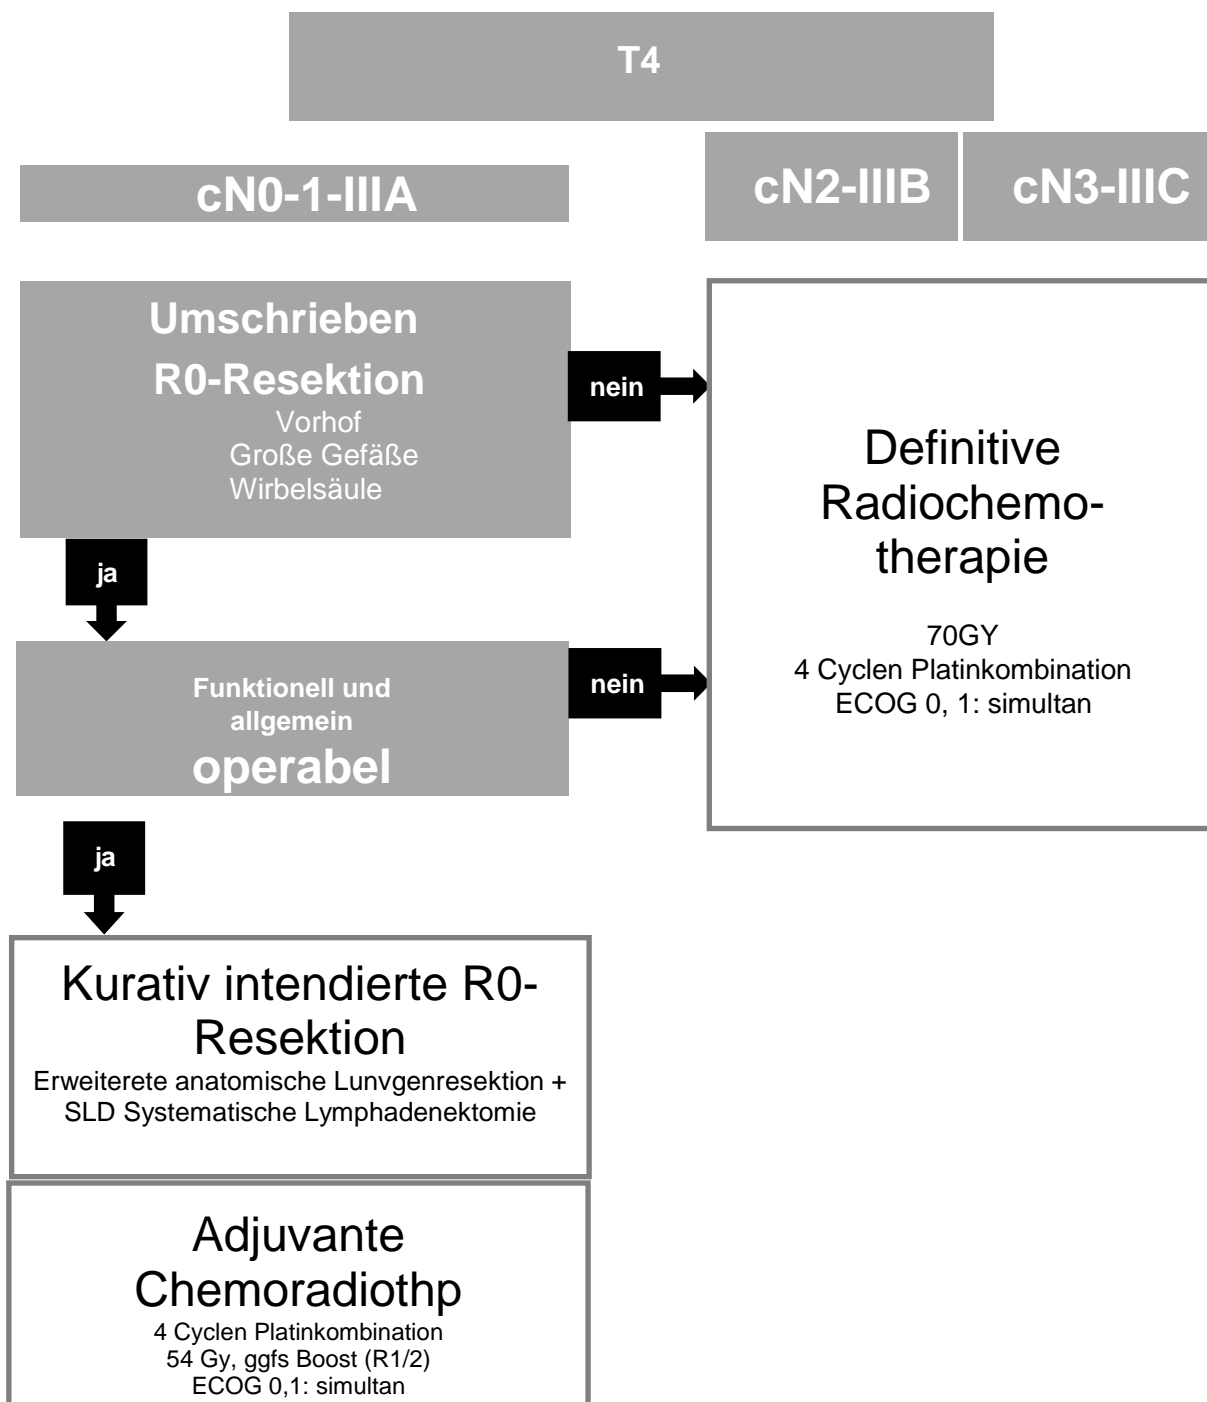 T4
cN0-1-IIIA
cN2-IIIB
cN3-IIIC
Umschrieben
R0-Resektion
Vorhof
Große Gefäße
Wirbelsäule
nein
ja
Funktionell und
allgemein
operabel
nein
Definitive
Radiochemo-
therapie
70GY
4 Cyclen Platinkombination
ECOG 0, 1: simultan
ja
Kurativ intendierte R0-
Resektion
Erweiterete anatomische Lunvgenresektion +
SLD Systematische Lymphadenektomie
Adjuvante
Chemoradiothp
4 Cyclen Platinkombination
54 Gy, ggfs Boost (R1/2)
ECOG 0,1: simultan